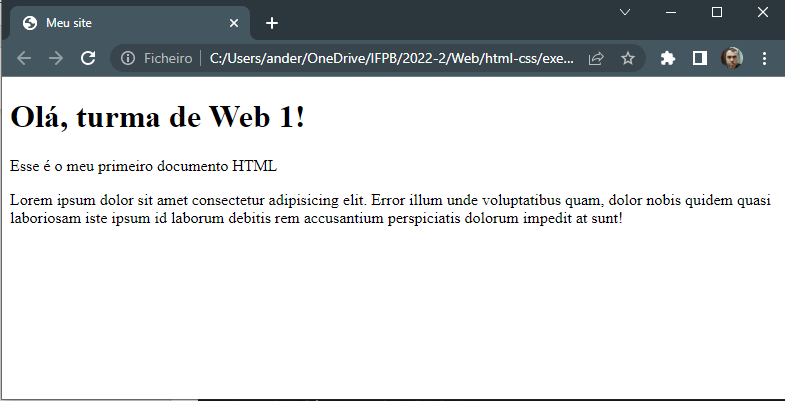 Meu site
Ficheiro C:/Users/ander/OneDrive/IFPB/2022-2/Web/html-css/exe...
Olá, turma de Web 1!
Esse é o meu primeiro documento HTML
Lorem ipsum dolor sit amet consectetur adipisicing elit. Error illum unde voluptatibus quam, dolor nobis quidem quasi
laboriosam iste ipsum id laborum debitis rem accusantium perspiciatis dolorum impedit at sunt!